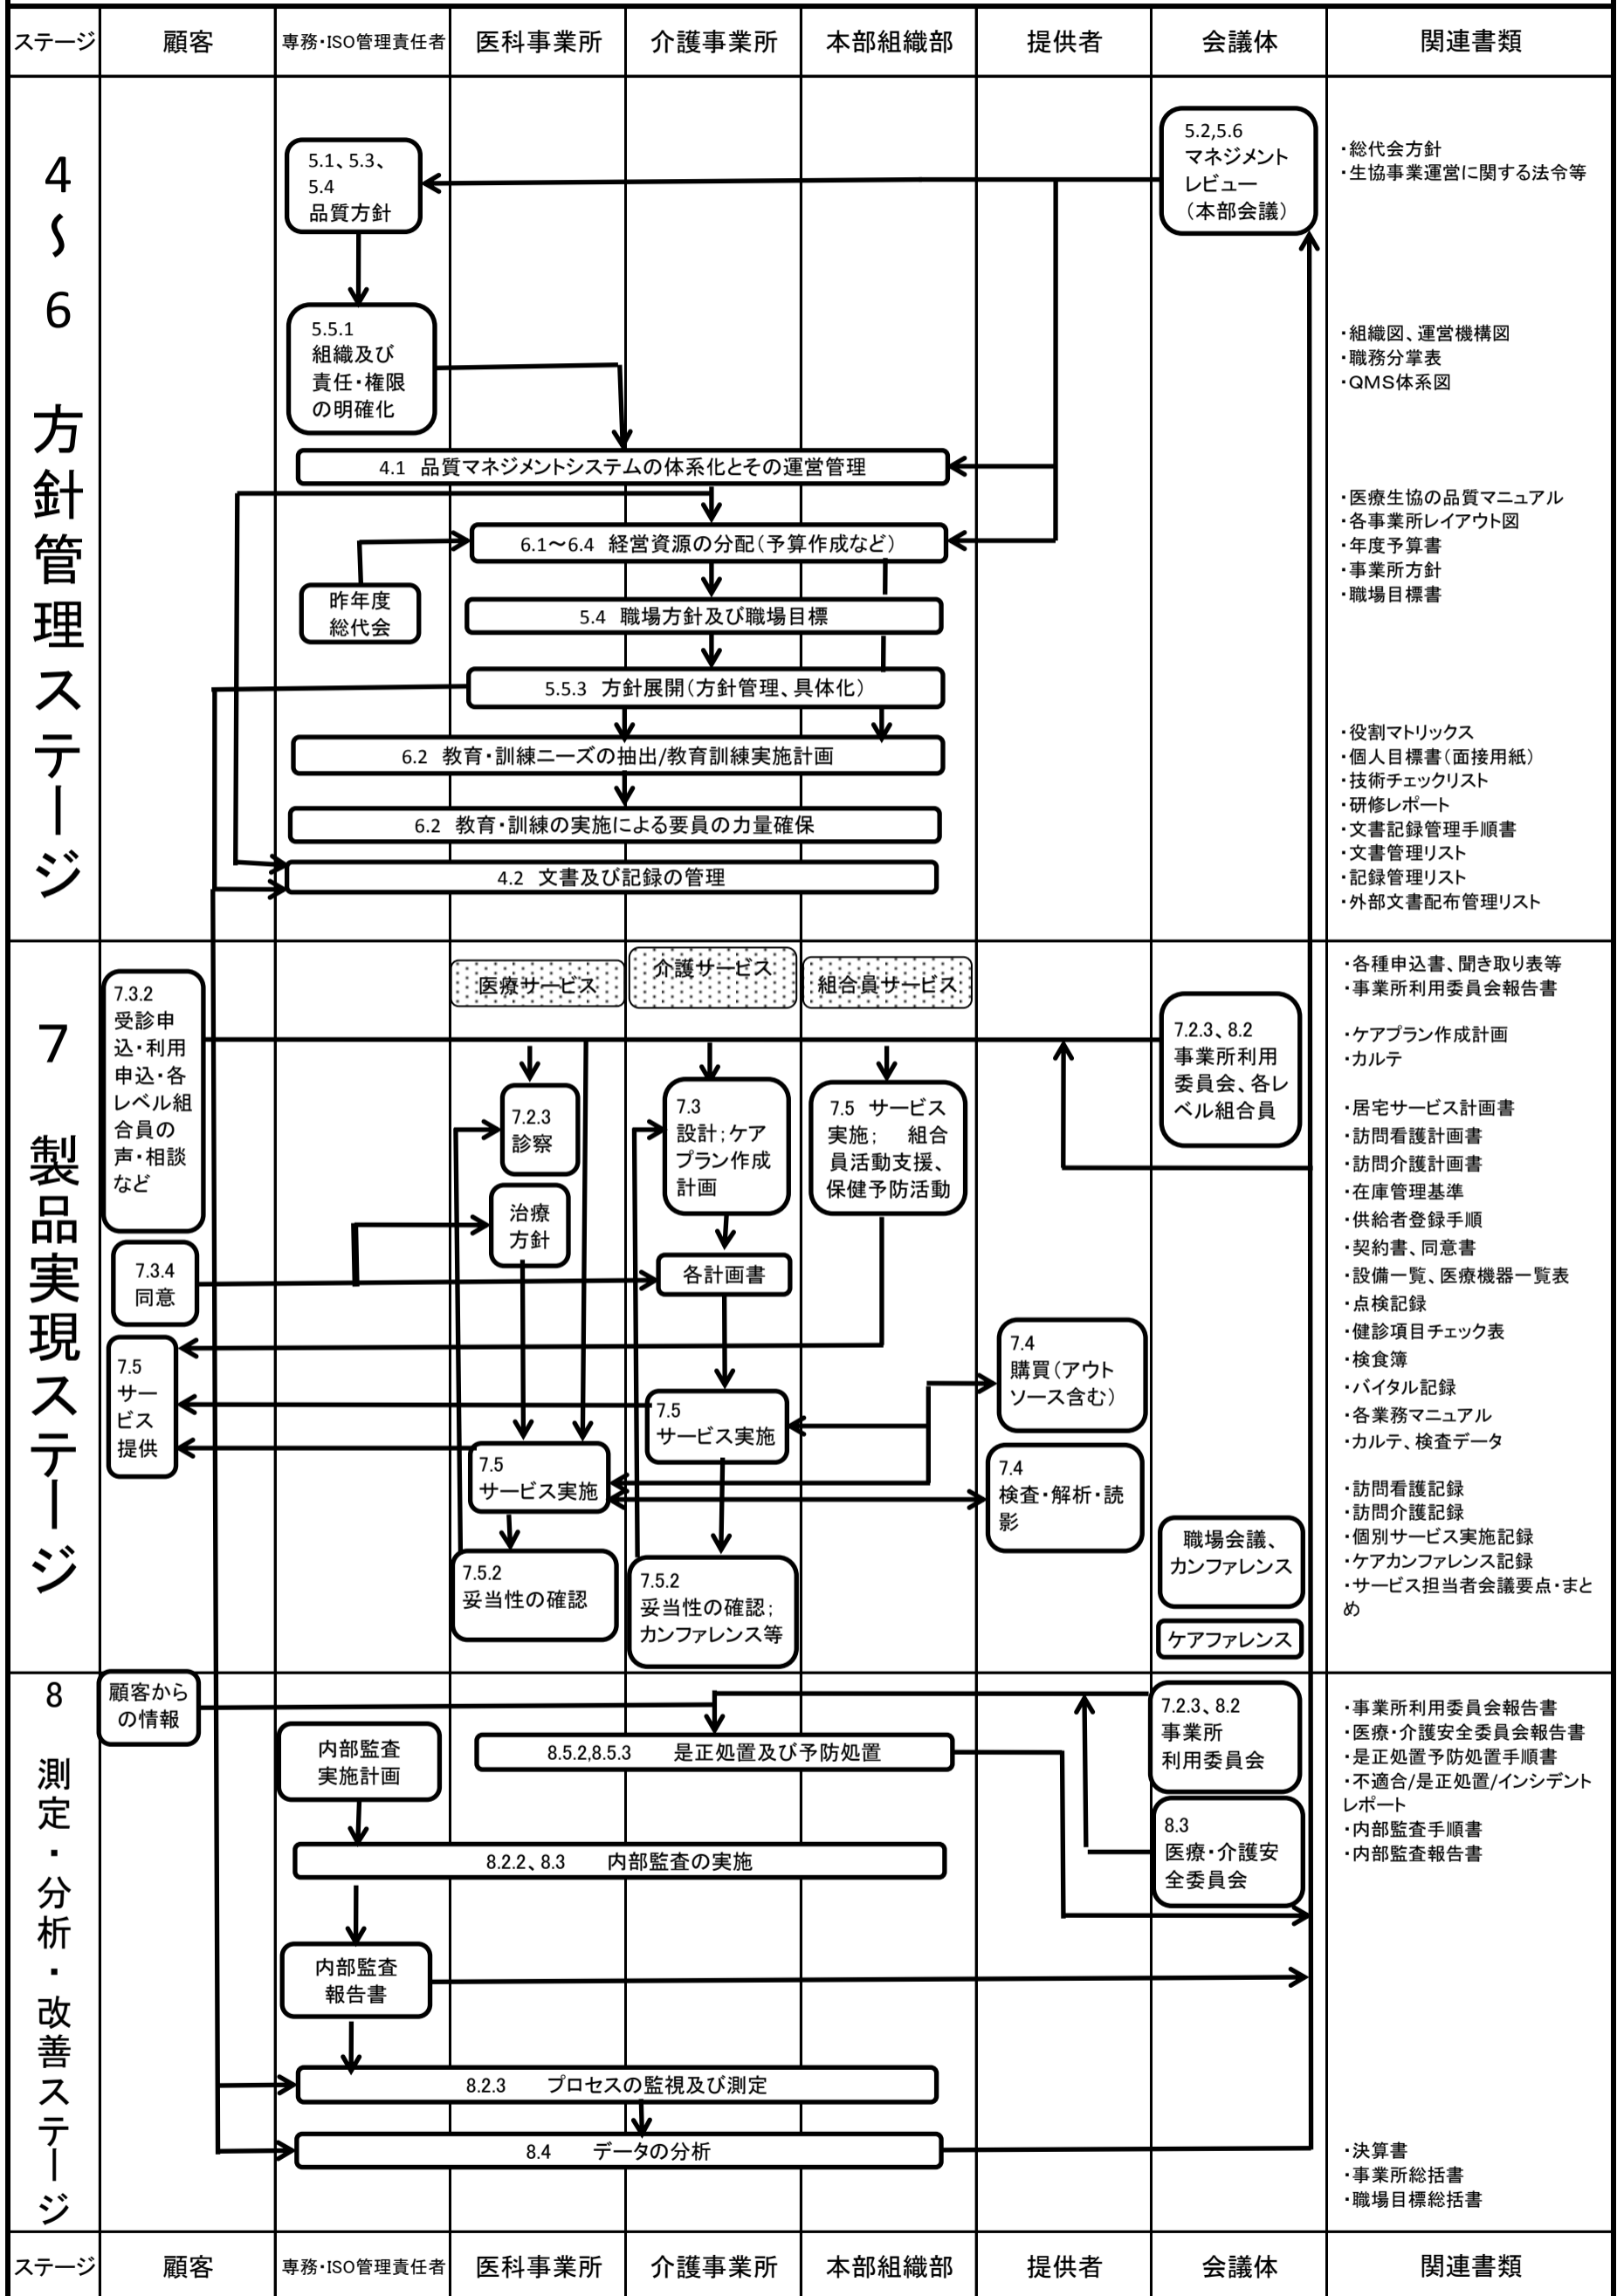 ステージ
顧客
専務・ISO管理責任者
医科事業所
介護事業所
本部組織部
提供者
会議体
関連書類
4～6 方針管理ステージ
5.1、5.3、
5.4
品質方針
5.2,5.6
マネジメント
レビュー
（本部会議）
・総代会方針
・生協事業運営に関する法令等
5.5.1
組織及び
責任・権限
の明確化
・組織図、運営機構図
・職務分掌表
・QMS体系図
4.1 品質マネジメントシステムの体系化とその運営管理
6.1～6.4 経営資源の分配（予算作成など）
昨年度
総代会
5.4 職場方針及び職場目標
5.5.3 方針展開（方針管理、具体化）
・医療生協の品質マニュアル
・各事業所レイアウト図
・年度予算書
・事業所方針
・職場目標書
6.2 教育・訓練ニーズの抽出/教育訓練実施計画
6.2 教育・訓練の実施による要員の力量確保
4.2 文書及び記録の管理
・役割マトリックス
・個人目標書（面接用紙）
・技術チェックリスト
・研修レポート
・文書記録管理手順書
・文書管理リスト
・記録管理リスト
・外部文書配布管理リスト
7 製品実現ステージ
医療サービス
介護サービス
組合員サービス
7.3.2
受診申
込・利用
申込・各
レベル組
合員の
声・相談
など
7.2.3
診察
7.3
設計；ケア
プラン作成
計画
7.5 サービス
実施； 組合
員活動支援、
保健予防活動
7.2.3、8.2
事業所利用
委員会、各レ
ベル組合員
治療
方針
7.3.4
同意
各計画書
7.5
サー
ビス
提供
7.4
購買（アウト
ソース含む）
7.5
サービス実施
7.5
サービス実施
7.4
検査・解析・読
影
7.5.2
妥当性の確認
7.5.2
妥当性の確認；
カンファレンス等
職場会議、
カンファレンス
ケアファレンス
・各種申込書、聞き取り表等
・事業所利用委員会報告書
・ケアプラン作成計画
・カルテ
・居宅サービス計画書
・訪問看護計画書
・訪問介護計画書
・在庫管理基準
・供給者登録手順
・契約書、同意書
・設備一覧、医療機器一覧表
・点検記録
・健診項目チェック表
・検食簿
・バイタル記録
・各業務マニュアル
・カルテ、検査データ
・訪問看護記録
・訪問介護記録
・個別サービス実施記録
・ケアカンファレンス記録
・サービス担当者会議要点・まと
め
8 測定・分析・改善ステージ
顧客から
の情報
内部監査
実施計画
8.5.2,8.5.3 是正処置及び予防処置
7.2.3、8.2
事業所
利用委員会
8.2.2、8.3 内部監査の実施
8.3
医療・介護安
全委員会
内部監査
報告書
8.2.3 プロセスの監視及び測定
8.4 データの分析
・事業所利用委員会報告書
・医療・介護安全委員会報告書
・是正処置予防処置手順書
・不適合/是正処置/インシデント
レポート
・内部監査手順書
・内部監査報告書
・決算書
・事業所総括書
・職場目標総括書
ステージ
顧客
専務・ISO管理責任者
医科事業所
介護事業所
本部組織部
提供者
会議体
関連書類